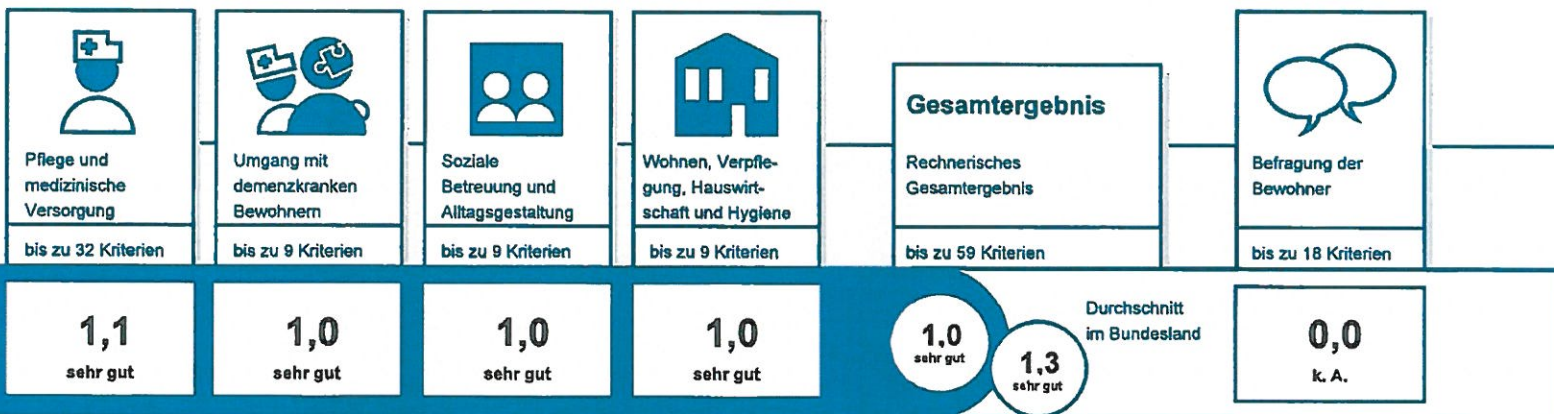 Pflege und
medizinische
Versorgung
bis zu 32 Kriterien
1,1
sehr gut
Umgang mit
demenzkranken
Bewohnern
bis zu 9 Kriterien
1,0
sehr gut
Soziale
Betreuung und
Alltagsgestaltung
bis zu 9 Kriterien
1,0
sehr gut
Wohnen, Verpfle-
gung, Hauswirt-
schaft und Hygiene
bis zu 9 Kriterien
1,0
sehr gut
Gesamtergebnis
Rechnerisches
Gesamtergebnis
bis zu 59 Kriterien
1,0
sehr gut
1,3
sehr gut
Durchschnitt
im Bundesland
Befragung der
Bewohner
bis zu 18 Kriterien
0,0
k. A.